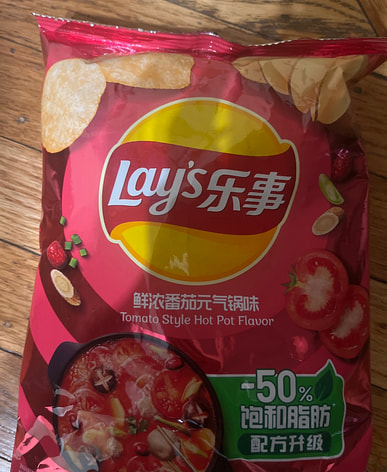 Lay's乐事
鲜浓番茄元气锅味
Tomato Style Hot Pot Flavor
-50%
饱和脂肪*
配方升级